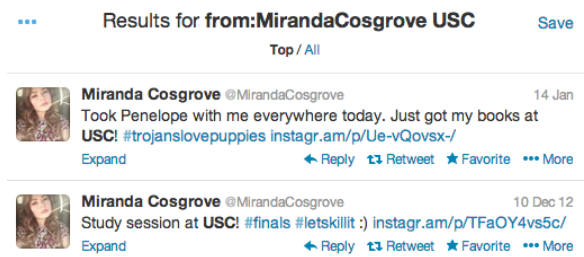 Results for from:MirandaCosgrove USC
Save
Top / All
Miranda Cosgrove @MirandaCosgrove 14 Jan
Took Penelope with me everywhere today. Just got my books at
USC! #trojanslovepuppies instagr.am/p/Ue-vQovsx-/
Expand Reply Retweet Favorite More
Miranda Cosgrove @MirandaCosgrove 10 Dec 12
Study session at USC! #finals #letskillit :) instagr.am/p/TFaOY4vs5c/
Expand Reply Retweet Favorite More